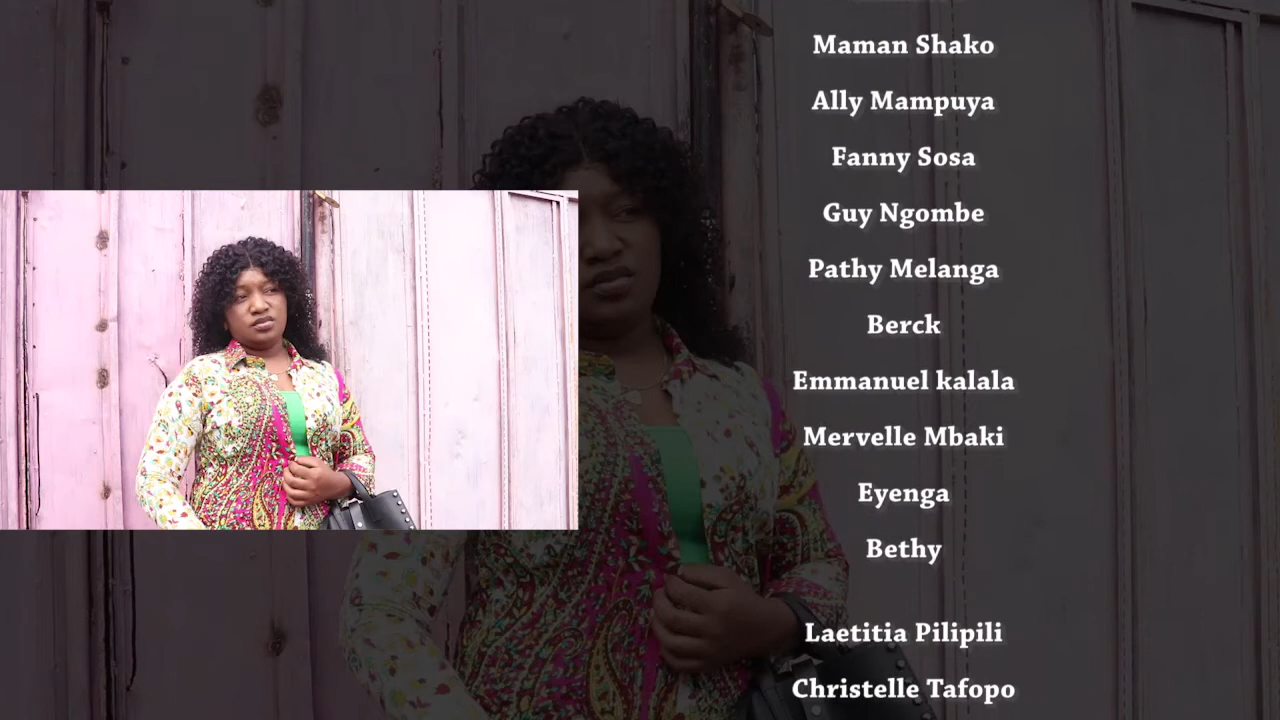 Maman Shako
Ally Mampuya
Fanny Sosa
Guy Ngombe
Pathy Melanga
Berck
Emmanuel kalala
Mervelle Mbaki
Eyenga
Bethy
Laetitia Pilipili
Christelle Tafopo